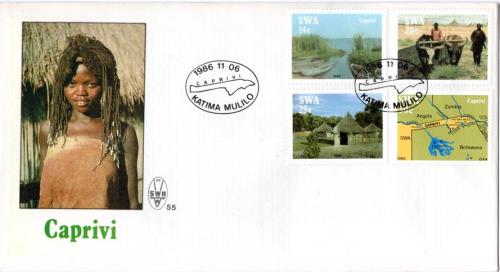 SWA Caprivi
14c
SWA Caprivi
20c
1986 11 06
CAPRIVI
KATIMA MULILO
1986 11 06
CAPRIVI
KATIMA MULILO
SWA
25c
Zambia
Angola
CAPRIVI
Botswana
SWA
55
Caprivi